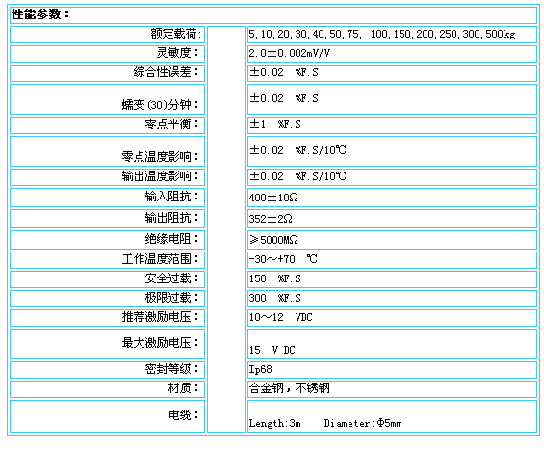 性能参数：
额定载荷: 5,10,20,30,40,50,75, 100,150,200,250,300,500kg
灵敏度： 2.0±0.002mV/V
综合性误差： ±0.02 %F.S
蠕变(30)分钟： ±0.02 %F.S
零点平衡： ±1 %F.S
零点温度影响： ±0.02 %F.S/10℃
输出温度影响： ±0.02 %F.S/10℃
输入阻抗： 400±10Ω
输出阻抗： 352±2Ω
绝缘电阻： ≥5000MΩ
工作温度范围： -30～+70 ℃
安全过载： 150 %F.S
极限过载： 300 %F.S
推荐激励电压： 10～12 VDC
最大激励电压： 15 V DC
密封等级： Ip68
材质： 合金钢，不锈钢
电缆： Length:3m Diameter:Φ5mm